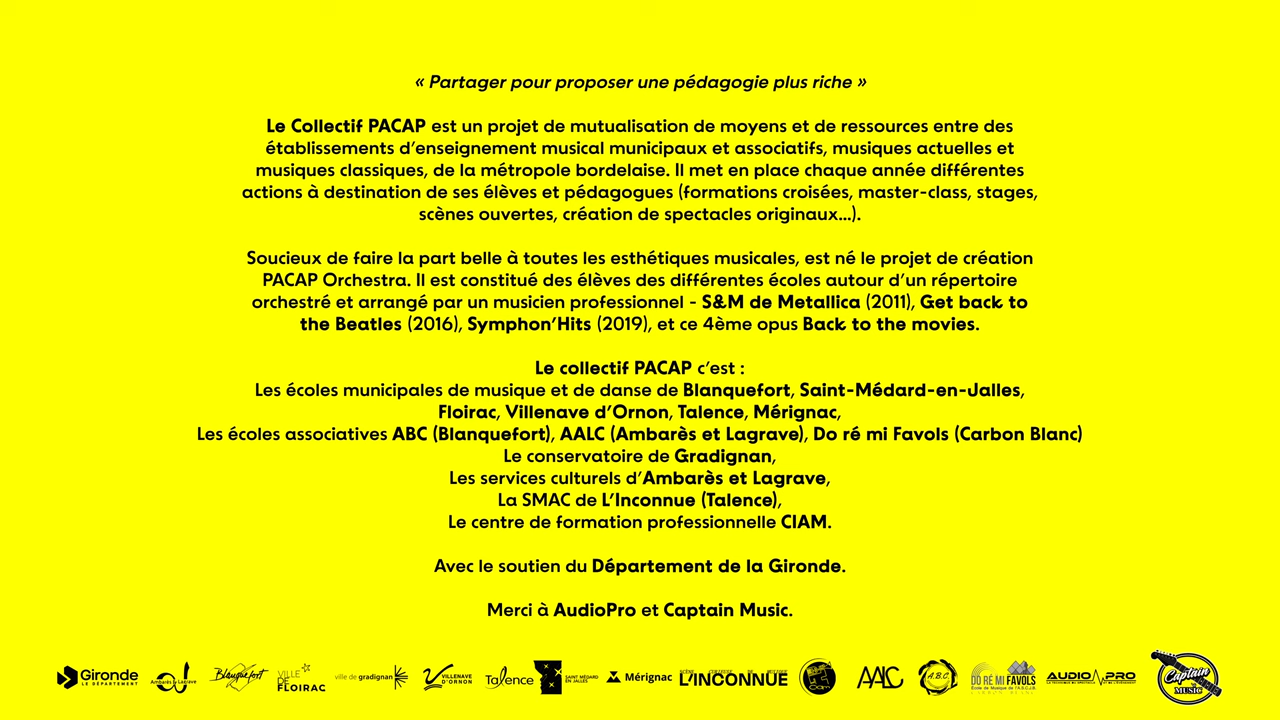 « Partager pour proposer une pédagogie plus riche »
Le Collectif PACAP est un projet de mutualisation de moyens et de ressources entre des
établissements d'enseignement musical municipaux et associatifs, musiques actuelles et
musiques classiques, de la métropole bordelaise. Il met en place chaque année différentes
actions à destination de ses élèves et pédagogues (formations croisées, master-class, stages,
scènes ouvertes, création de spectacles originaux...).
Soucieux de faire la part belle à toutes les esthétiques musicales, est né le projet de création
PACAP Orchestra. Il est constitué des élèves des différentes écoles autour d'un répertoire
orchestré et arrangé par un musicien professionnel - S&M de Metallica (2011), Get back to
the Beatles (2016), Symphon'Hits (2019), et ce 4ème opus Back to the movies.
Le collectif PACAP c'est :
Les écoles municipales de musique et de danse de Blanquefort, Saint-Médard-en-Jalles,
Floirac, Villenave d'Ornon, Talence, Mérignac,
Les écoles associatives ABC (Blanquefort), AALC (Ambarès et Lagrave), Do ré mi Favols (Carbon Blanc)
Le conservatoire de Gradignan,
Les services culturels d'Ambarès et Lagrave,
La SMAC de L'Inconnue (Talence),
Le centre de formation professionnelle CIAM.
Avec le soutien du Département de la Gironde.
Merci à AudioPro et Captain Music.
Gironde
LE DÉPARTEMENT
Ambarès & Lagrave
Blanquefort
VILLE
DE
FLOIRAC
ville de gradignan
VILLENAVE
D'ORNON
Talence
SAINT MÉDARD
EN JALLES
Mérignac
L'INCONNUE
AALC
A.B.C.
DO RÉ MI FAVOLS
Ecole de Musique de l'A.S.C.J.B.
AUDIO PRO
Captain
MUSIC